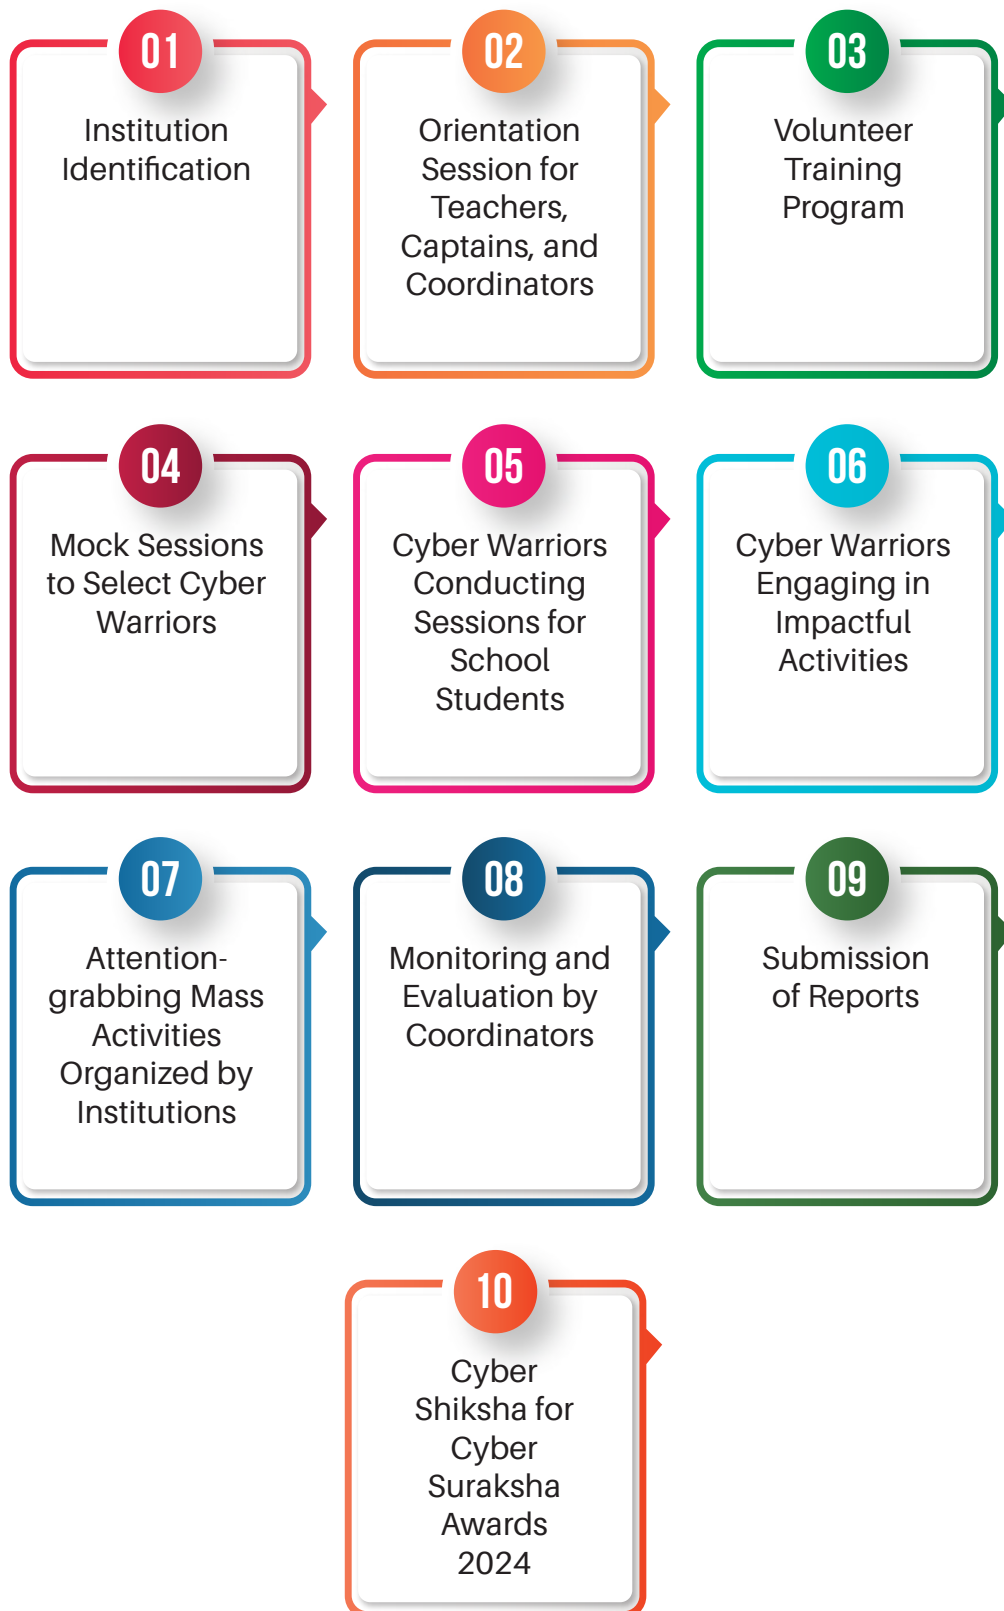 01
Institution
Identification
02
Orientation
Session for
Teachers,
Captains, and
Coordinators
03
Volunteer
Training
Program
04
Mock Sessions
to Select Cyber
Warriors
05
Cyber Warriors
Conducting
Sessions for
School
Students
06
Cyber Warriors
Engaging in
Impactful
Activities
07
Attention-
grabbing Mass
Activities
Organized by
Institutions
08
Monitoring and
Evaluation by
Coordinators
09
Submission
of Reports
10
Cyber
Shiksha for
Cyber
Suraksha
Awards
2024